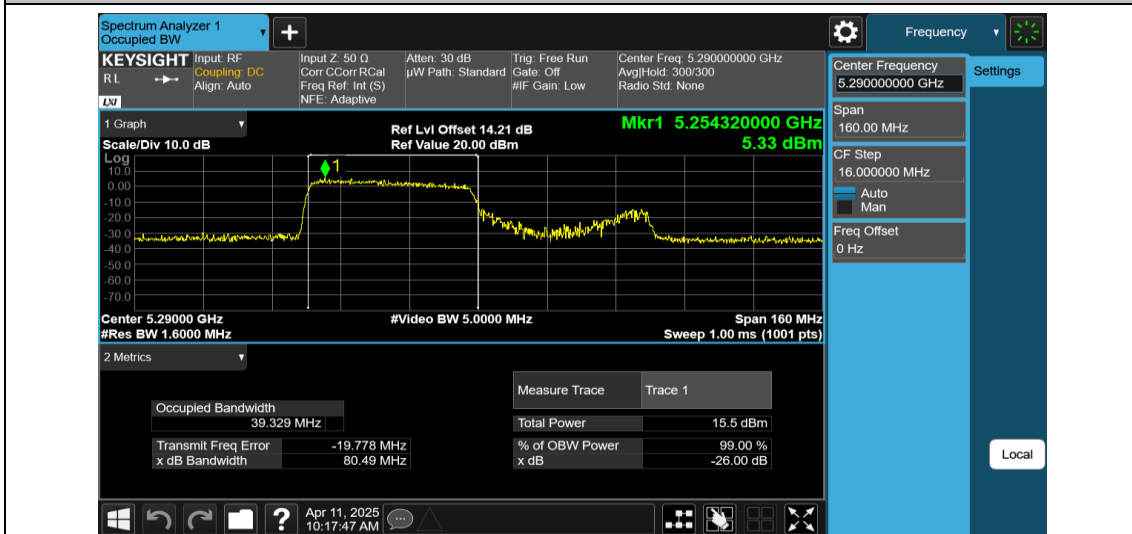 Spectrum Analyzer 1
Occupied BW
+
Frequency
KEYSIGHT
R L
LXI
Input: RF
Coupling: DC
Align: Auto
Input Z: 50 Ω
Corr CCorr RCal
Freq Ref: Int (S)
NFE: Adaptive
Atten: 30 dB
µW Path: Standard
Trig: Free Run
Gate: Off
#IF Gain: Low
Center Freq: 5.290000000 GHz
Avg|Hold: 300/300
Radio Std: None
Center Frequency
5.290000000 GHz
Settings
Span
160.00 MHz
CF Step
16.000000 MHz
Auto
Man
Freq Offset
0 Hz
1 Graph
Scale/Div 10.0 dB
Ref Lvl Offset 14.21 dB
Ref Value 20.00 dBm
Mkr1 5.254320000 GHz
5.33 dBm
Log
10.0
0.00
-10.0
-20.0
-30.0
-40.0
-50.0
-60.0
-70.0
1
Center 5.29000 GHz
#Res BW 1.6000 MHz
#Video BW 5.0000 MHz
Span 160 MHz
Sweep 1.00 ms (1001 pts)
2 Metrics
Occupied Bandwidth
39.329 MHz
Transmit Freq Error -19.778 MHz
x dB Bandwidth 80.49 MHz
Measure Trace Trace 1
Total Power 15.5 dBm
% of OBW Power 99.00 %
x dB -26.00 dB
Local
?
Apr 11, 2025
10:17:47 AM